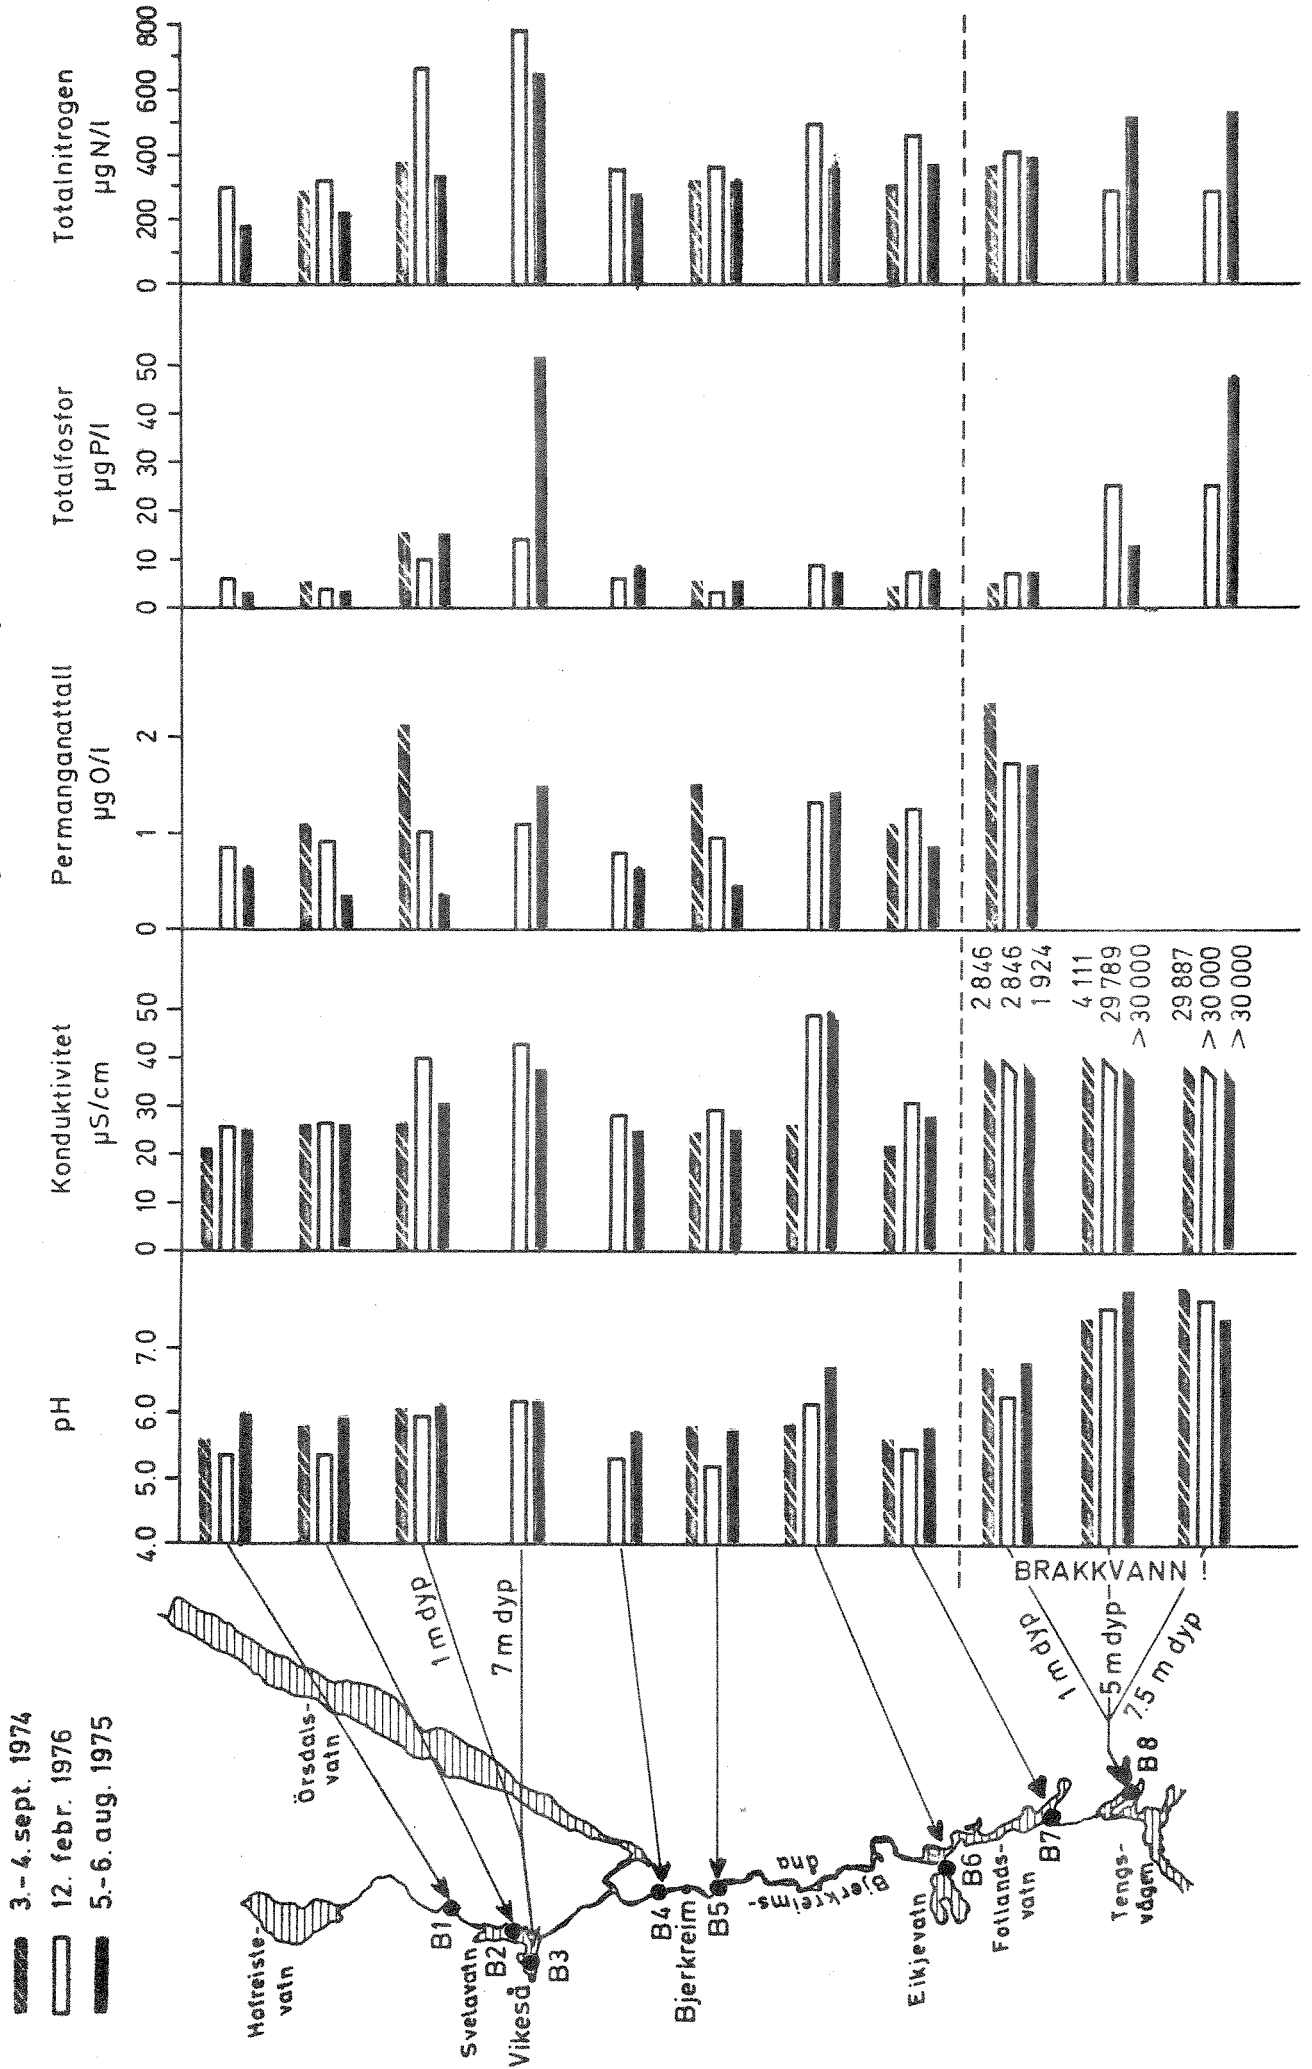 3.- 4. sept. 1974
12. febr. 1976
5.-6. aug. 1975
Totalnitrogen
µg N/l
0 200 400 600 800
Totalfosfor
µg P/l
0 10 20 30 40 50
Permanganattall
µg O/l
0 1 2
Konduktivitet
µS/cm
0 10 20 30 40 50
pH
4.0 5.0 6.0 7.0
2 846
2 846
1 924
4 111
29 789
> 30 000
29 887
> 30 000
> 30 000
BRAKKVANN !
1 m dyp
7 m dyp
1 m dyp
5 m dyp
7.5 m dyp
Hofreiste-
vatn
Örsdals-
vatn
B1
Svelavatn
B2
Vikeså
B3
B4
Bjerkreim
B5
Bjerkreims-
åna
Eikjevatn
B6
Fotlands-
vatn
B7
Tengs-
vågen
B8